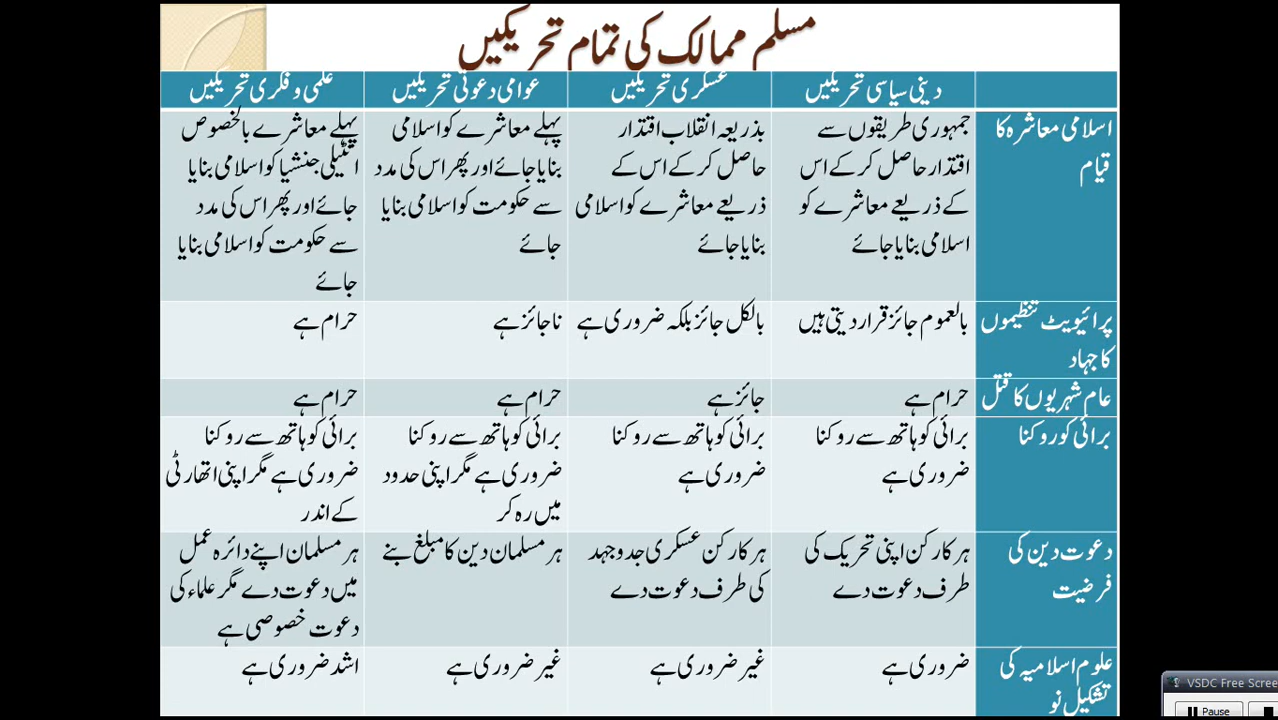 مسلم ممالک کی تمام تحریکیں
دینی سیاسی تحریکیں
عسکری تحریکیں
عوامی دعوتی تحریکیں
علمی و فکری تحریکیں
اسلامی معاشرہ کا
قیام
جمہوری طریقوں سے
اقتدار حاصل کر کے اس
کے ذریعے معاشرے کو
اسلامی بنایا جائے
بذریعہ انقلاب اقتدار
حاصل کر کے اس کے
ذریعے معاشرے کو اسلامی
بنایا جائے
پہلے معاشرے کو اسلامی
بنایا جائے اور پھر اس کی مدد
سے حکومت کو اسلامی بنایا
جائے
پہلے معاشرے بالخصوص
انٹیلی جنشیا کو اسلامی بنایا
جائے اور پھر اس کی مدد
سے حکومت کو اسلامی بنایا
جائے
پرائیویٹ تنظیموں
کا جہاد
بالعموم جائز قرار دیتی ہیں
بالکل جائز بلکہ ضروری ہے
ناجائز ہے
حرام ہے
عام شہریوں کا قتل
حرام ہے
جائز ہے
حرام ہے
حرام ہے
برائی کو روکنا
برائی کو ہاتھ سے روکنا
ضروری ہے
برائی کو ہاتھ سے روکنا
ضروری ہے
برائی کو ہاتھ سے روکنا
ضروری ہے مگر اپنی حدود
میں رہ کر
برائی کو ہاتھ سے روکنا
ضروری ہے مگر اپنی اتھارٹی
کے اندر
دعوت دین کی
فرضیت
ہر کارکن اپنی تحریک کی
طرف دعوت دے
ہر کارکن عسکری جدوجہد
کی طرف دعوت دے
ہر مسلمان دین کا مبلغ بنے
ہر مسلمان اپنے دائرہ عمل
میں دعوت دے مگر علماء کی
دعوت خصوصی ہے
علوم اسلامیہ کی
تشکیل نو
ضروری ہے
غیر ضروری ہے
غیر ضروری ہے
اشد ضروری ہے
VSDC Free Scree
Pause